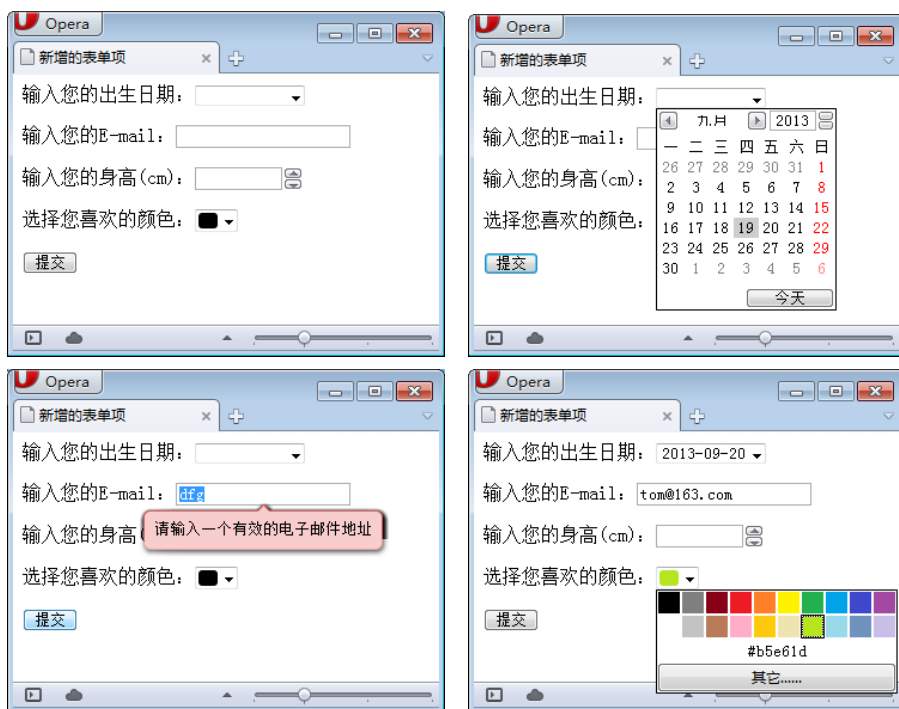 Opera
新增的表单项
输入您的出生日期:
输入您的E-mail:
输入您的身高(cm):
选择您喜欢的颜色:
提交
Opera
新增的表单项
输入您的出生日期:
输入您的E-mail:
输入您的身高(cm):
选择您喜欢的颜色:
提交
九月 2013
一 二 三 四 五 六 日
26 27 28 29 30 31 1
2 3 4 5 6 7 8
9 10 11 12 13 14 15
16 17 18 19 20 21 22
23 24 25 26 27 28 29
30 1 2 3 4 5 6
今天
Opera
新增的表单项
输入您的出生日期:
输入您的E-mail: dfg
请输入一个有效的电子邮件地址
输入您的身高(
选择您喜欢的颜色:
提交
Opera
新增的表单项
输入您的出生日期: 2013-09-20
输入您的E-mail: tom@163.com
输入您的身高(cm):
选择您喜欢的颜色:
提交
#b5e61d
其它......